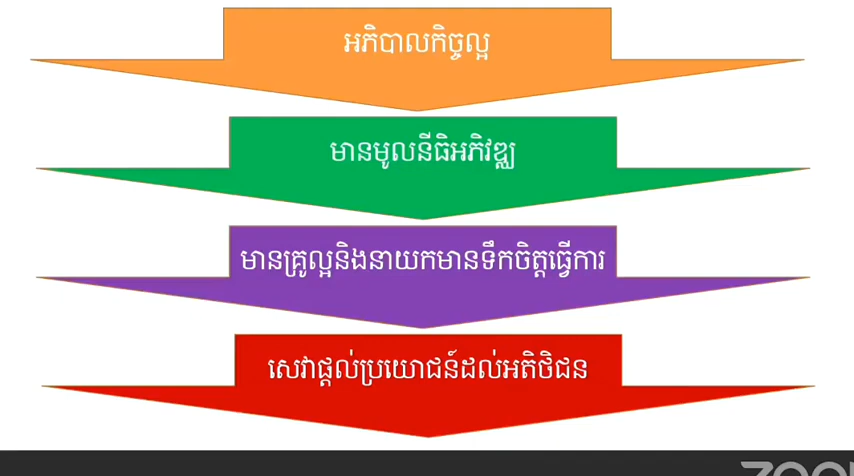 អភិបាលកិច្ចល្អ
មានមូលនីធិអភិវឌ្ឍ
មានគ្រូល្អនិងនាយកមានទឹកចិត្តធ្វើការ
សេវាផ្តល់ប្រយោជន៍ដល់អតិថិជន
zoom